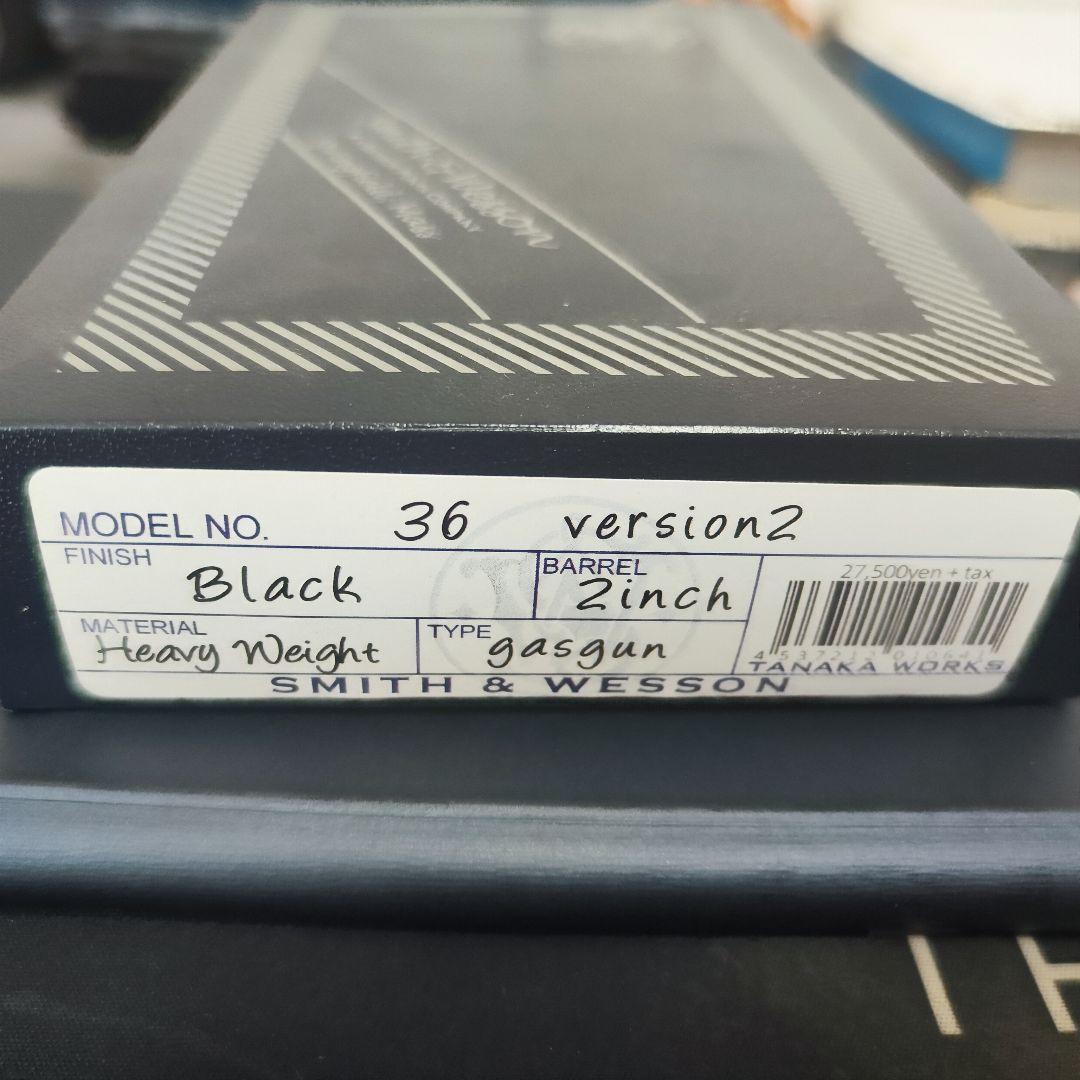 MODEL NO. 36 version2
FINISH Black
BARREL 2inch
27,500yen + tax
MATERIAL Heavy Weight
TYPE gasgun
TANAKA WORKS
SMITH & WESSON